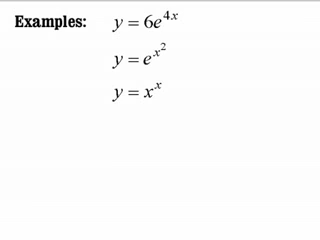 Examples: y = 6e^{4x}
y = e^{x^2}
y = x^x